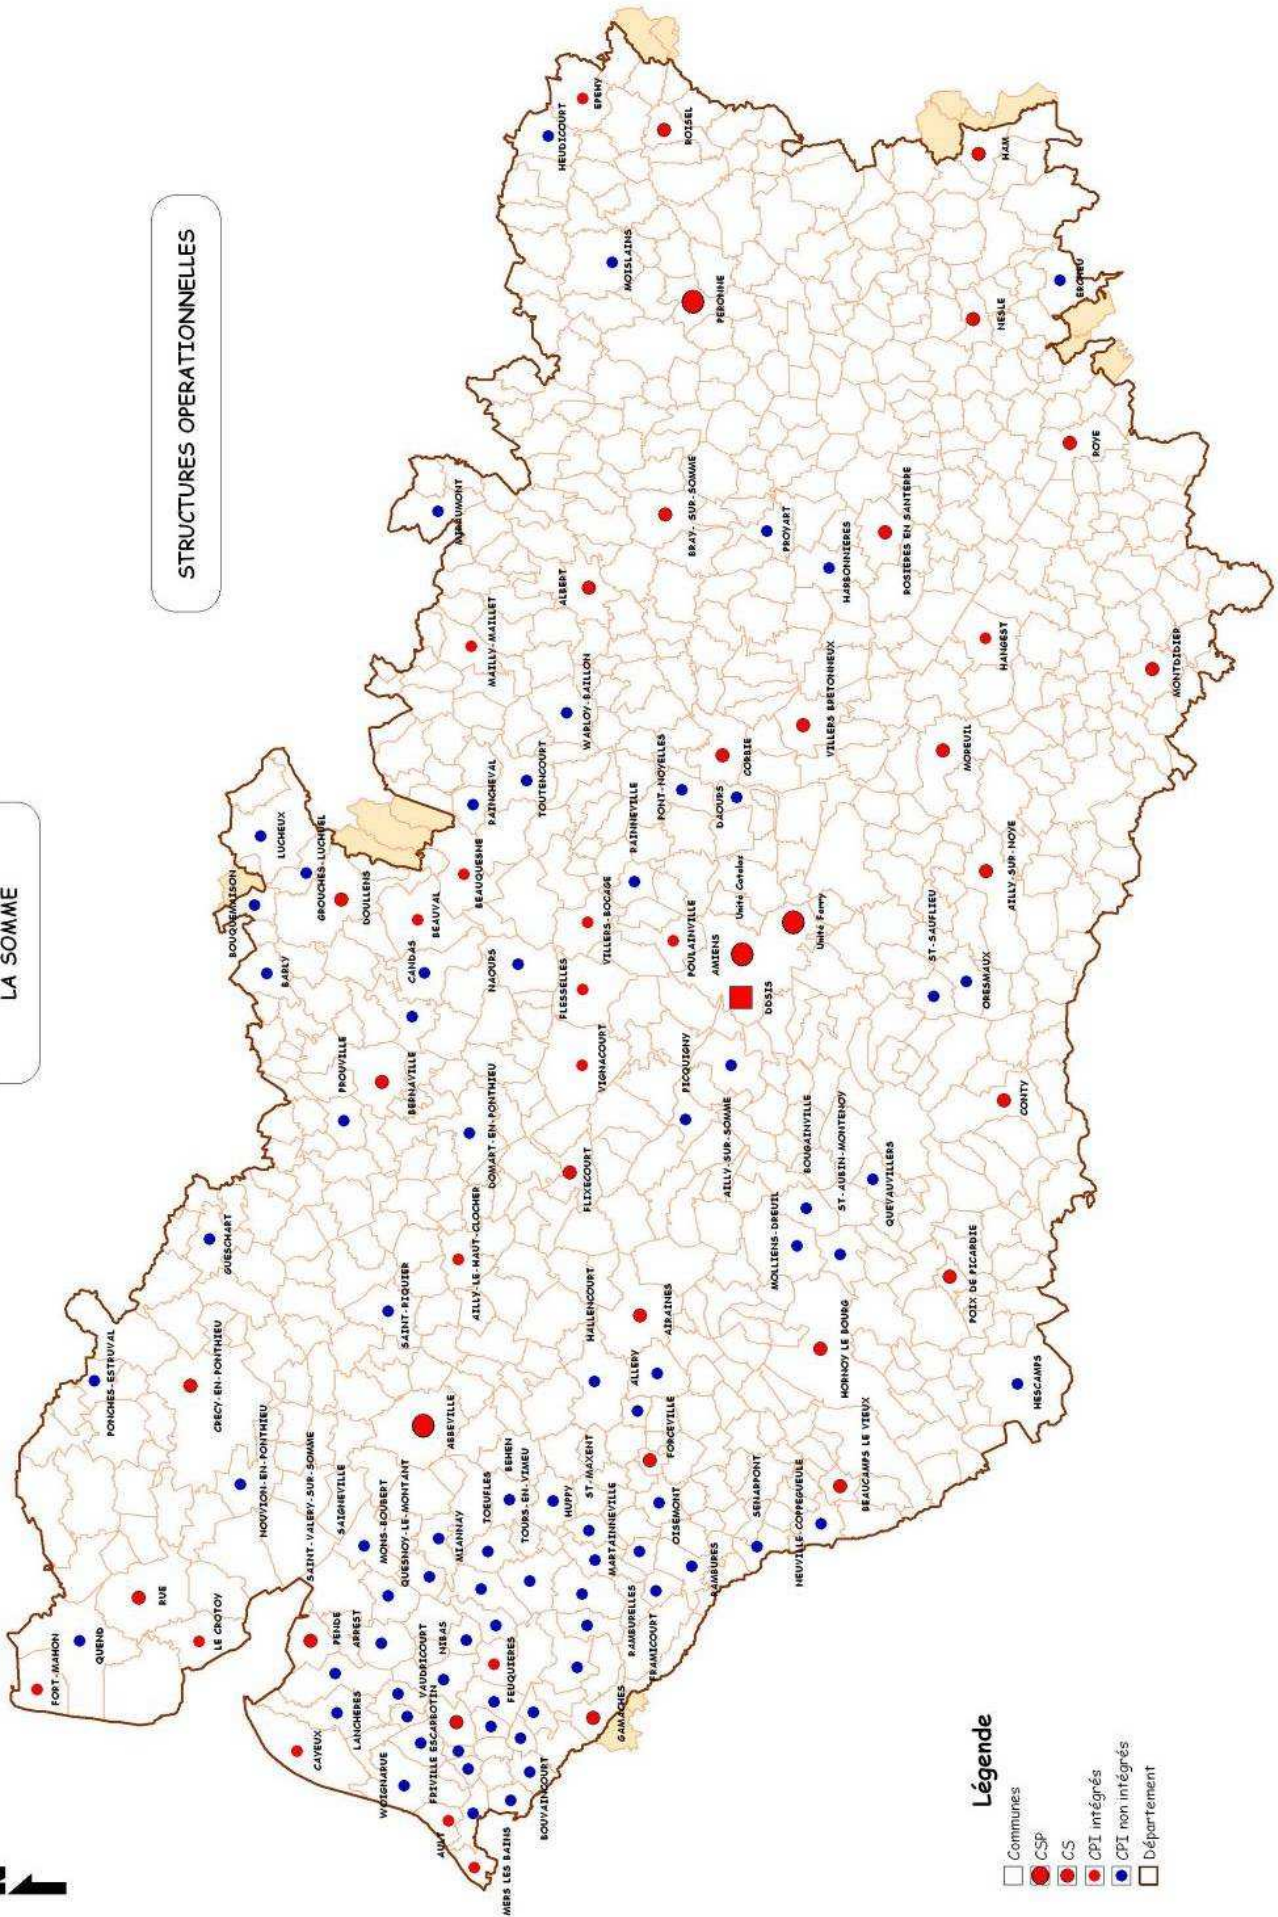 LA SOMME
STRUCTURES OPERATIONNELLES
FORT-MAHON
QUEND
RUE
LE CROTOY
PONCHES-ESTRUVAL
CRECY-EN-PONTHIEU
NOUVION-EN-PONTHIEU
GUESCHART
SAINT-VALERY-SUR-SOMME
SAIGNEVILLE
MONS-BOUBERT
QUESNOY-LE-MONTANT
MIANNAY
PENDE
ARREST
CAYEUX
LANCHERES
VAUDRICOURT
NIBAS
WOIGNARUE
FRIVILLE ESCARBOTIN
FEUQUIERES
AULT
MERS LES BAINS
BOUVAINCOURT
GAMACHES
ABBEVILLE
SAINT-RIQUIER
AILLY-LE-HAUT-CLOCHER
TOEUFLES
BEHEN
TOURS-EN-VIMEU
HUPPY
ST-MAXENT
MARTAINNEVILLE
RAMBURELLES
FRAMICOURT
RAMBURES
OISEMONT
FORCEVILLE
ALLERY
HALLENCOURT
AIRAINES
SENARPONT
NEUVILLE-COPPEGUEULE
BEAUCAMPS LE VIEUX
HORNOY LE BOURG
HESCAMPS
POIX DE PICARDIE
MOLLIENS-DREUIL
BOUGAINVILLE
ST-AUBIN-MONTENOY
QUEVAUVILLERS
CONTY
BOUQUEMAISON
BARLY
LUCHEUX
GROUCHES-LUCHUEL
DOULLENS
BEAUVAL
CANDAS
BEAUQUESNE
PROUVILLE
BERNAVILLE
DOMART-EN-PONTHIEU
NAOURS
FLIXECOURT
VIGNACOURT
FLESSELLES
VILLERS-BOCAGE
PICQUIGNY
AILLY-SUR-SOMME
POULAINVILLE
AMIENS
Unité Catelas
Unité Ferry
DDSIS
RAINNEVILLE
PONT-NOYELLES
DAOURS
CORBIE
RAINCHEVAL
TOUTENCOURT
WARLOY-BAILLON
MAILLY-MAILLET
ALBERT
MIRAUMONT
BRAY-SUR-SOMME
PROYART
HARBONNIERES
ROSIERES EN SANTERRE
VILLERS BRETONNEUX
HANGEST
MOREUIL
MONTDIDIER
AILLY-SUR-NOYE
ST-SAUFLIEU
ORESMAUX
HEUDICOURT
EPEHY
ROISEL
MOISLAINS
PERONNE
HAM
NESLE
ERCHEU
ROYE
Légende
Communes
CSP
CS
CPI intégrés
CPI non intégrés
Département